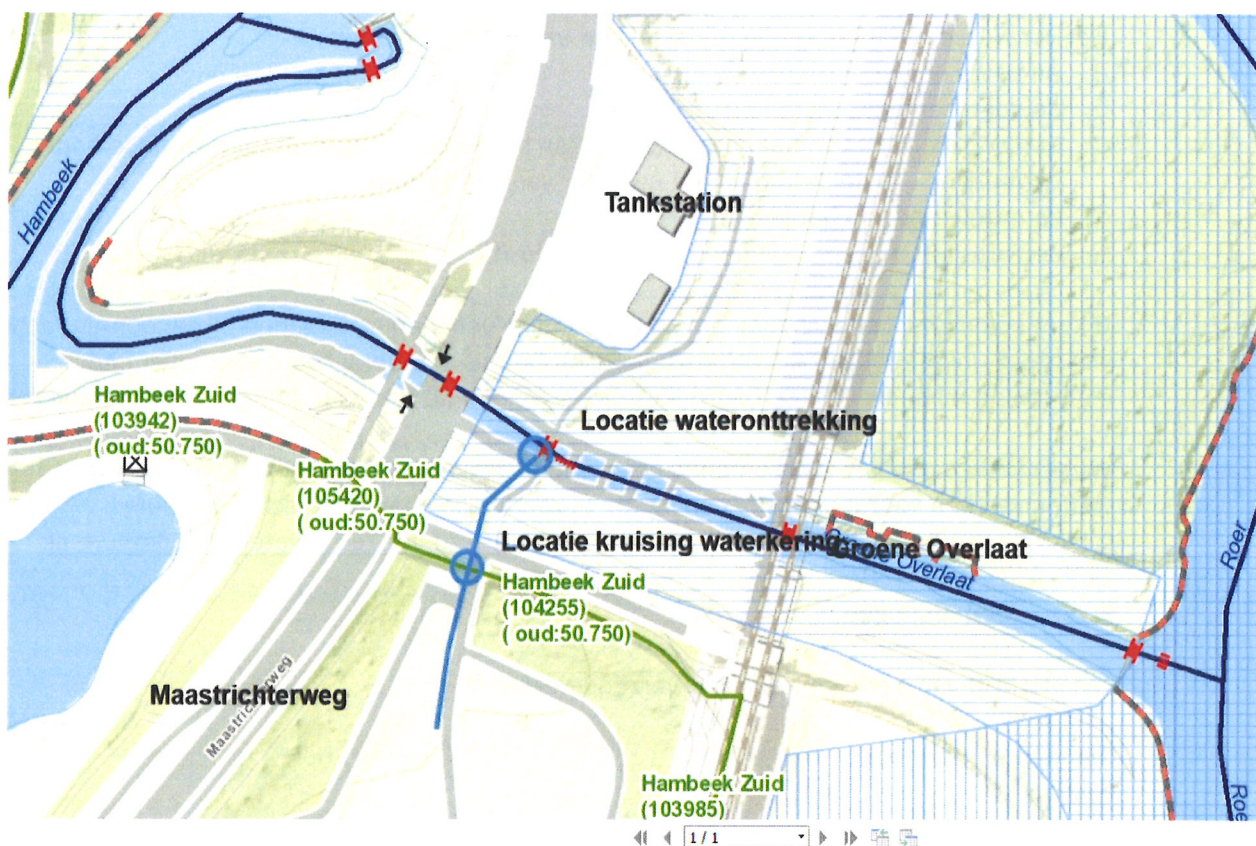 Hambeek
Tankstation
Hambeek Zuid
(103942)
( oud:50.750)
Locatie wateronttrekking
Hambeek Zuid
(105420)
( oud:50.750)
Locatie kruising waterkering
Groene Overlaat
Groene Overlaat
Roer
Hambeek Zuid
(104255)
( oud:50.750)
Maastrichterweg
Maastrichterweg
Hambeek Zuid
(103985)
Roer
1 / 1